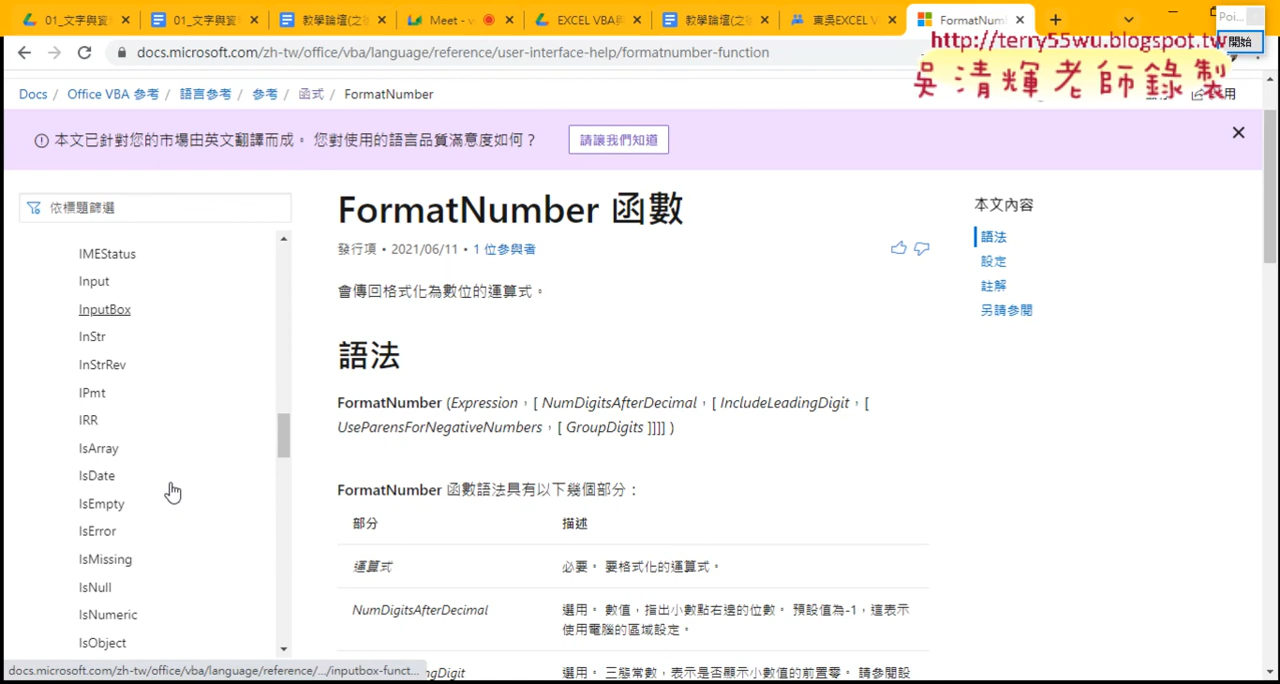 01_文字與資
01_文字與資
教學論壇(之
Meet - v
EXCEL VBA與
教學論壇(之
東吳EXCEL V
FormatNum
Poi...
開始
docs.microsoft.com/zh-tw/office/vba/language/reference/user-interface-help/formatnumber-function
http://terry55wu.blogspot.tw
吳清輝老師錄製
Docs / Office VBA 參考 / 語言參考 / 參考 / 函式 / FormatNumber
本文已針對您的市場由英文翻譯而成。 您對使用的語言品質滿意度如何？
請讓我們知道
依標題篩選
IMEStatus
Input
InputBox
InStr
InStrRev
IPmt
IRR
IsArray
IsDate
IsEmpty
IsError
IsMissing
IsNull
IsNumeric
IsObject
FormatNumber 函數
發行項 • 2021/06/11 • 1 位參與者
會傳回格式化為數位的運算式。
語法
FormatNumber (Expression，[ NumDigitsAfterDecimal，[ IncludeLeadingDigit，[
UseParensForNegativeNumbers，[ GroupDigits ]]]] )
FormatNumber 函數語法具有以下幾個部分：
部分 描述
運算式 必要。 要格式化的運算式。
NumDigitsAfterDecimal 選用。 數值，指出小數點右邊的位數。 預設值為-1，這表示
使用電腦的區域設定。
ngDigit 選用。 三態常數，表示是否顯示小數值的前置零。 請參閱設
本文內容
語法
設定
註解
另請參閱
docs.microsoft.com/zh-tw/office/vba/language/reference/.../inputbox-funct...